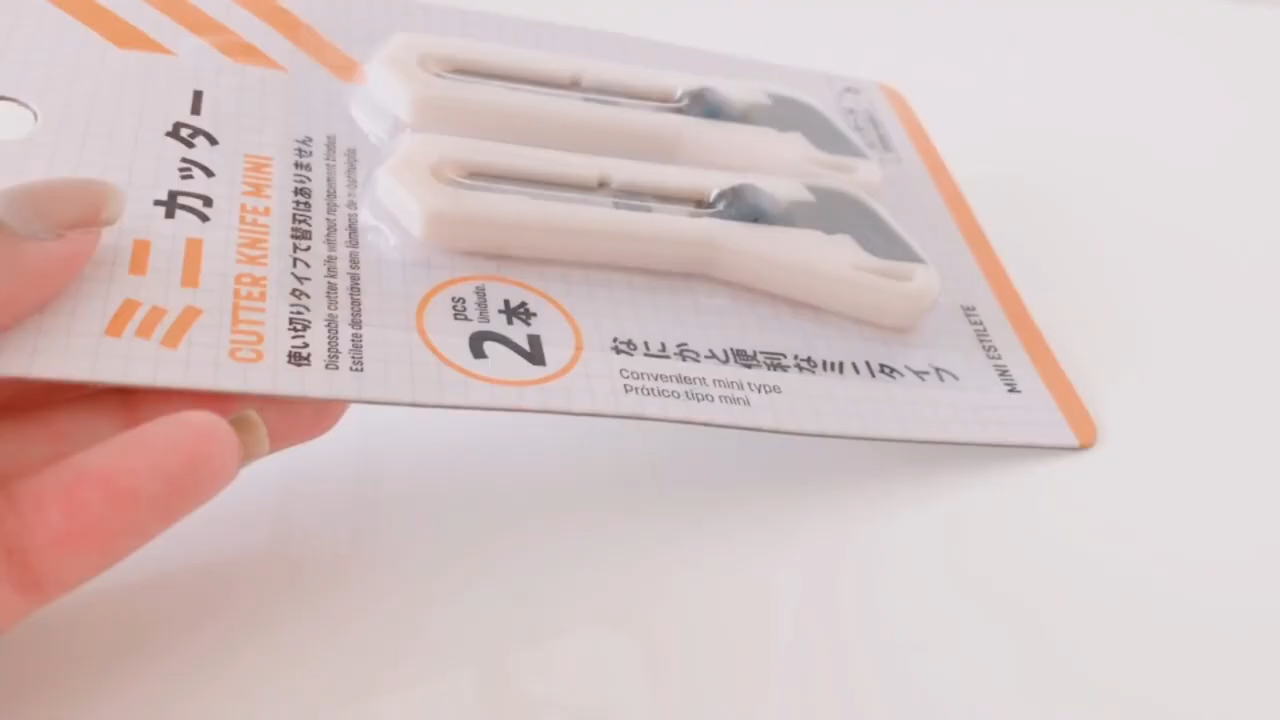 ミニカッター
CUTTER KNIFE MINI
使い切りタイプで替刃はありません
Disposable cutter knife without replacement blades.
Estilete descartável sem lâminas de substituição.
2本
pcs
Unidade.
なにかと便利なミニタイプ
Convenient mini type
Prático tipo mini
MINI ESTILETE